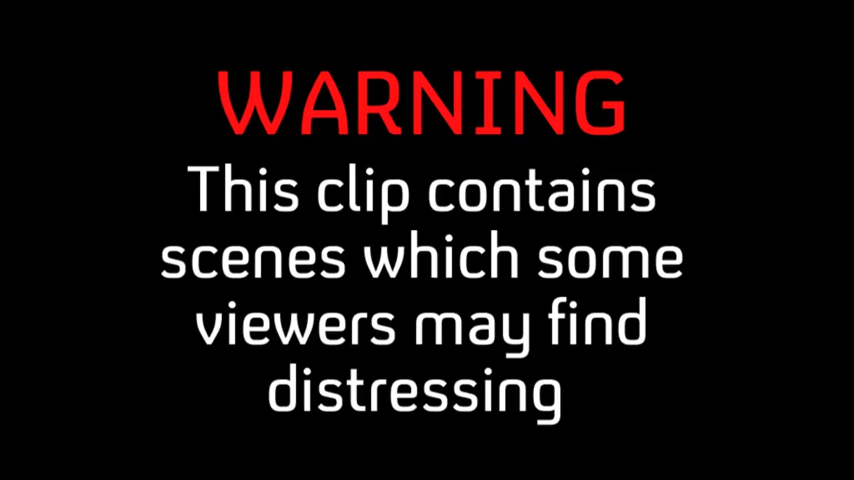 WARNING
This clip contains
scenes which some
viewers may find
distressing